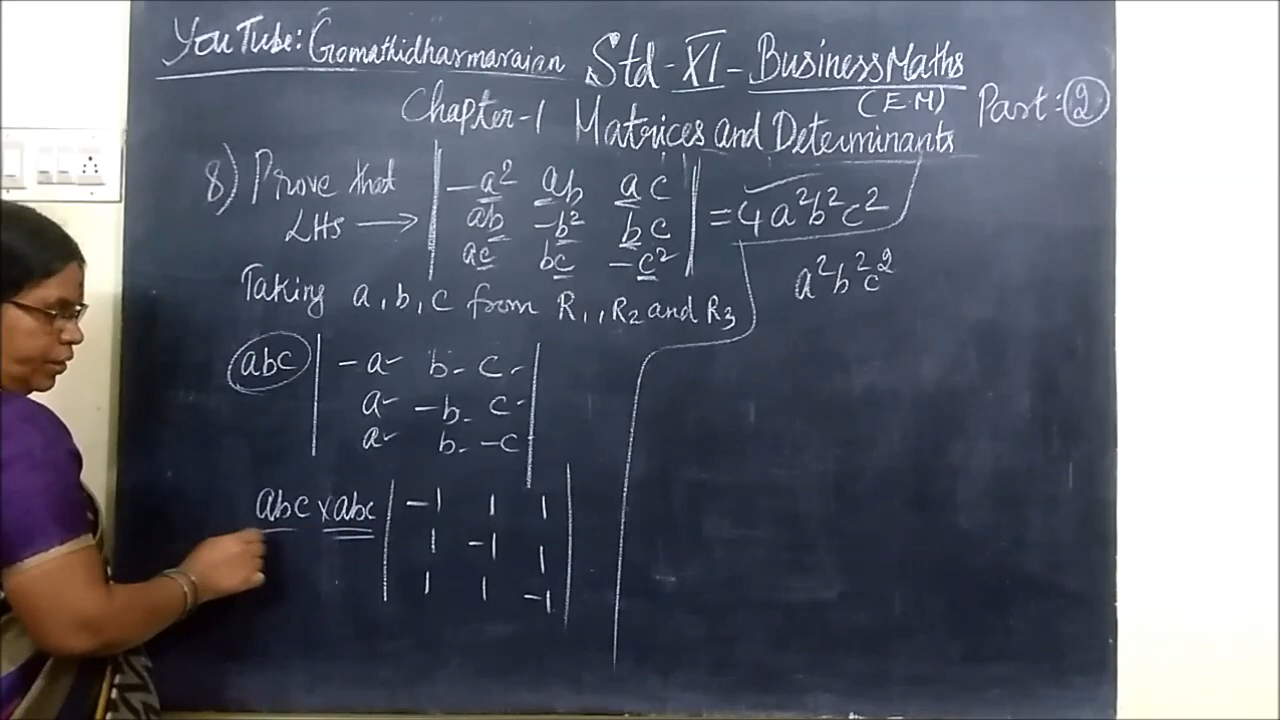 YouTube: Gomathidharmarajan Std-XI-Business Maths
(E.M) Part: 2
Chapter-1 Matrices and Determinants
8) Prove that | -a² ab ac |
LHS → | ab -b² bc | = 4a²b²c²
| ac bc -c² | a²b²c²
Taking a, b, c from R₁, R₂ and R₃
abc | -a b c |
| a -b c |
| a b -c |
abc x abc | -1 1 1 |
| 1 -1 1 |
| 1 1 -1 |